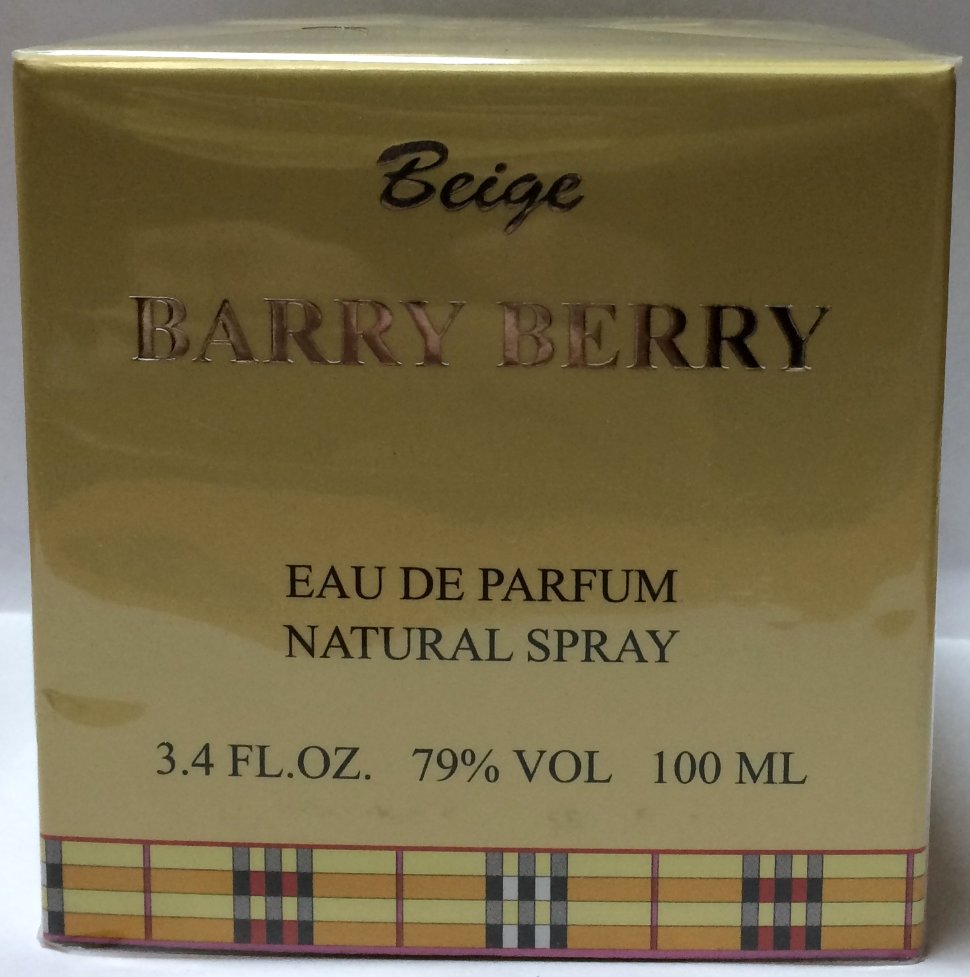 Beige
BARRY BERRY
EAU DE PARFUM
NATURAL SPRAY
3.4 FL.OZ. 79% VOL 100 ML